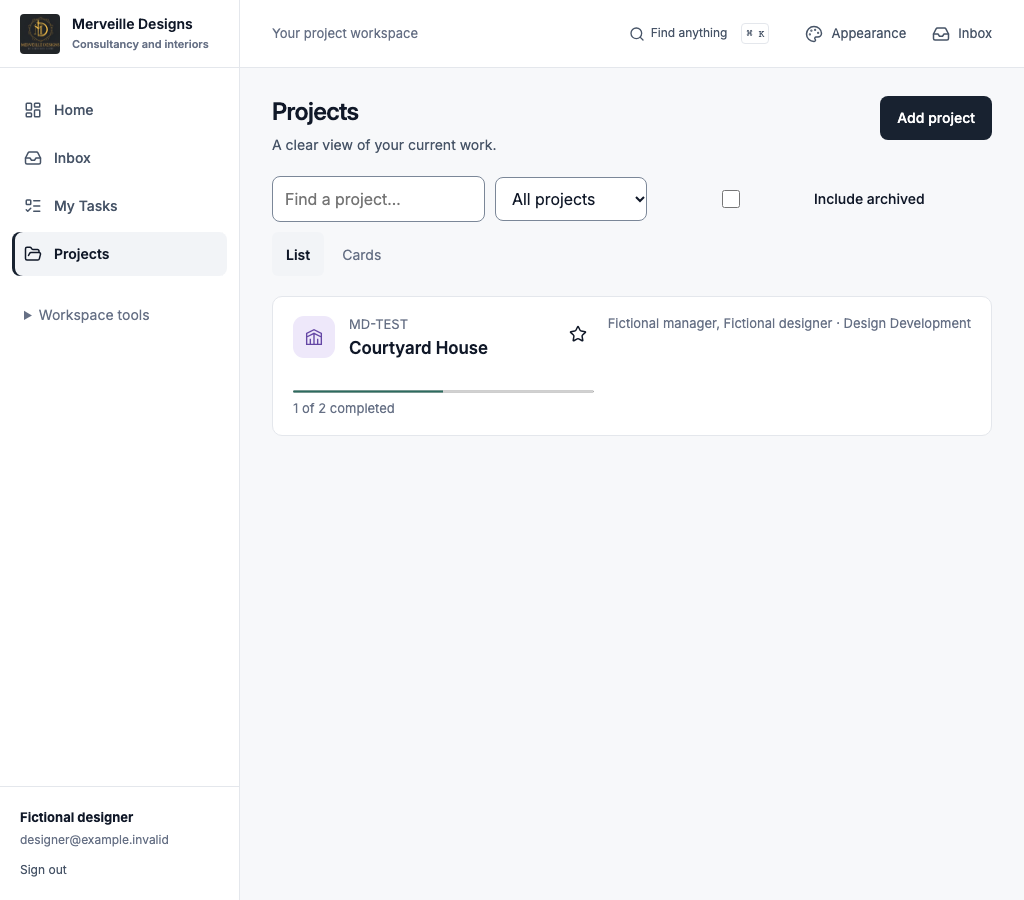 Merveille Designs
Consultancy and interiors
Your project workspace
Find anything
⌘ K
Appearance
Inbox
Home
Inbox
My Tasks
Projects
Workspace tools
Projects
A clear view of your current work.
Add project
Find a project...
All projects
Include archived
List
Cards
MD-TEST
Courtyard House
Fictional manager, Fictional designer · Design Development
1 of 2 completed
Fictional designer
designer@example.invalid
Sign out